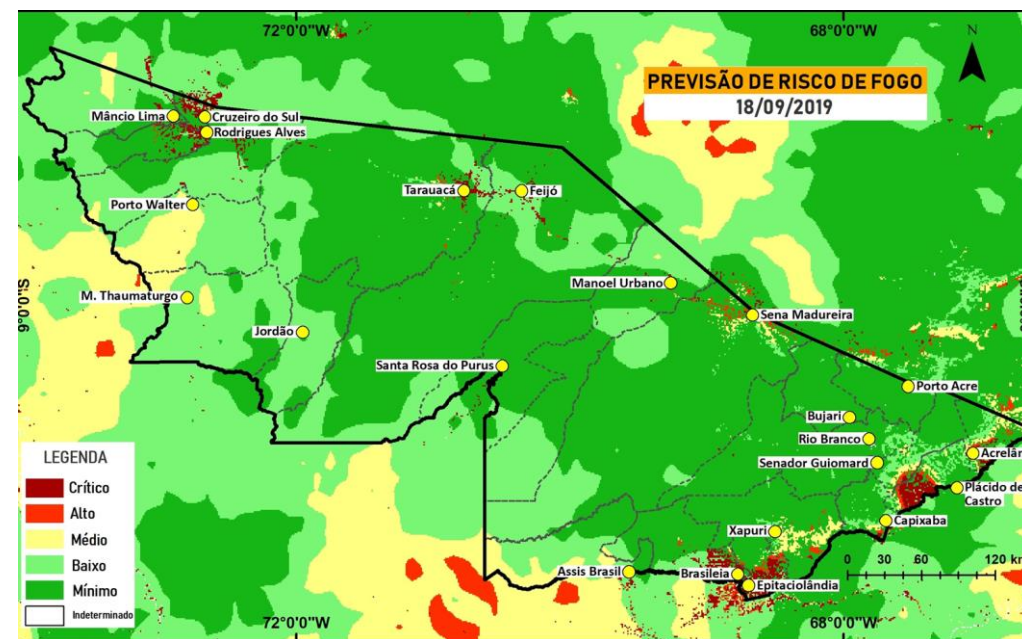 72°0'0"W
68°0'0"W
N
PREVISÃO DE RISCO DE FOGO
18/09/2019
Mâncio Lima
Cruzeiro do Sul
Rodrigues Alves
Tarauacá
Feijó
Porto Walter
9°0'0"S
M. Thaumaturgo
Manoel Urbano
Sena Madureira
Jordão
Santa Rosa do Purus
Porto Acre
Bujari
Rio Branco
Senador Guiomard
Acrelân
Plácido de
Castro
Capixaba
Xapuri
Assis Brasil
Brasileia
Epitaciolândia
0 30 60 120 km
LEGENDA
Crítico
Alto
Médio
Baixo
Mínimo
Indeterminado
72°0'0"W
68°0'0"W